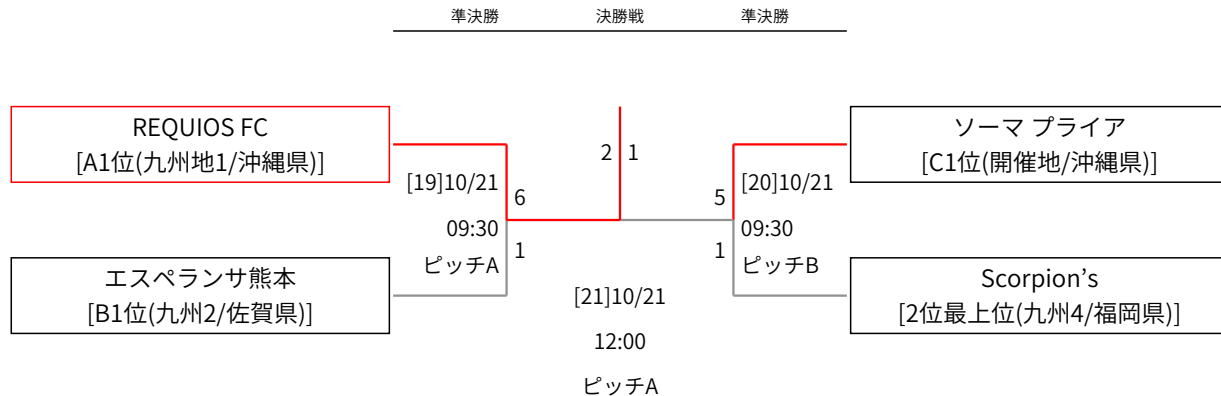 準決勝 決勝戦 準決勝
REQUIOS FC
[A1位(九州地1/沖縄県)]
エスペランサ熊本
[B1位(九州2/佐賀県)]
[19]10/21
09:30
ピッチA
6
1
2 1
[21]10/21
12:00
ピッチA
5
1
[20]10/21
09:30
ピッチB
ソーマ プライア
[C1位(開催地/沖縄県)]
Scorpion’s
[2位最上位(九州4/福岡県)]